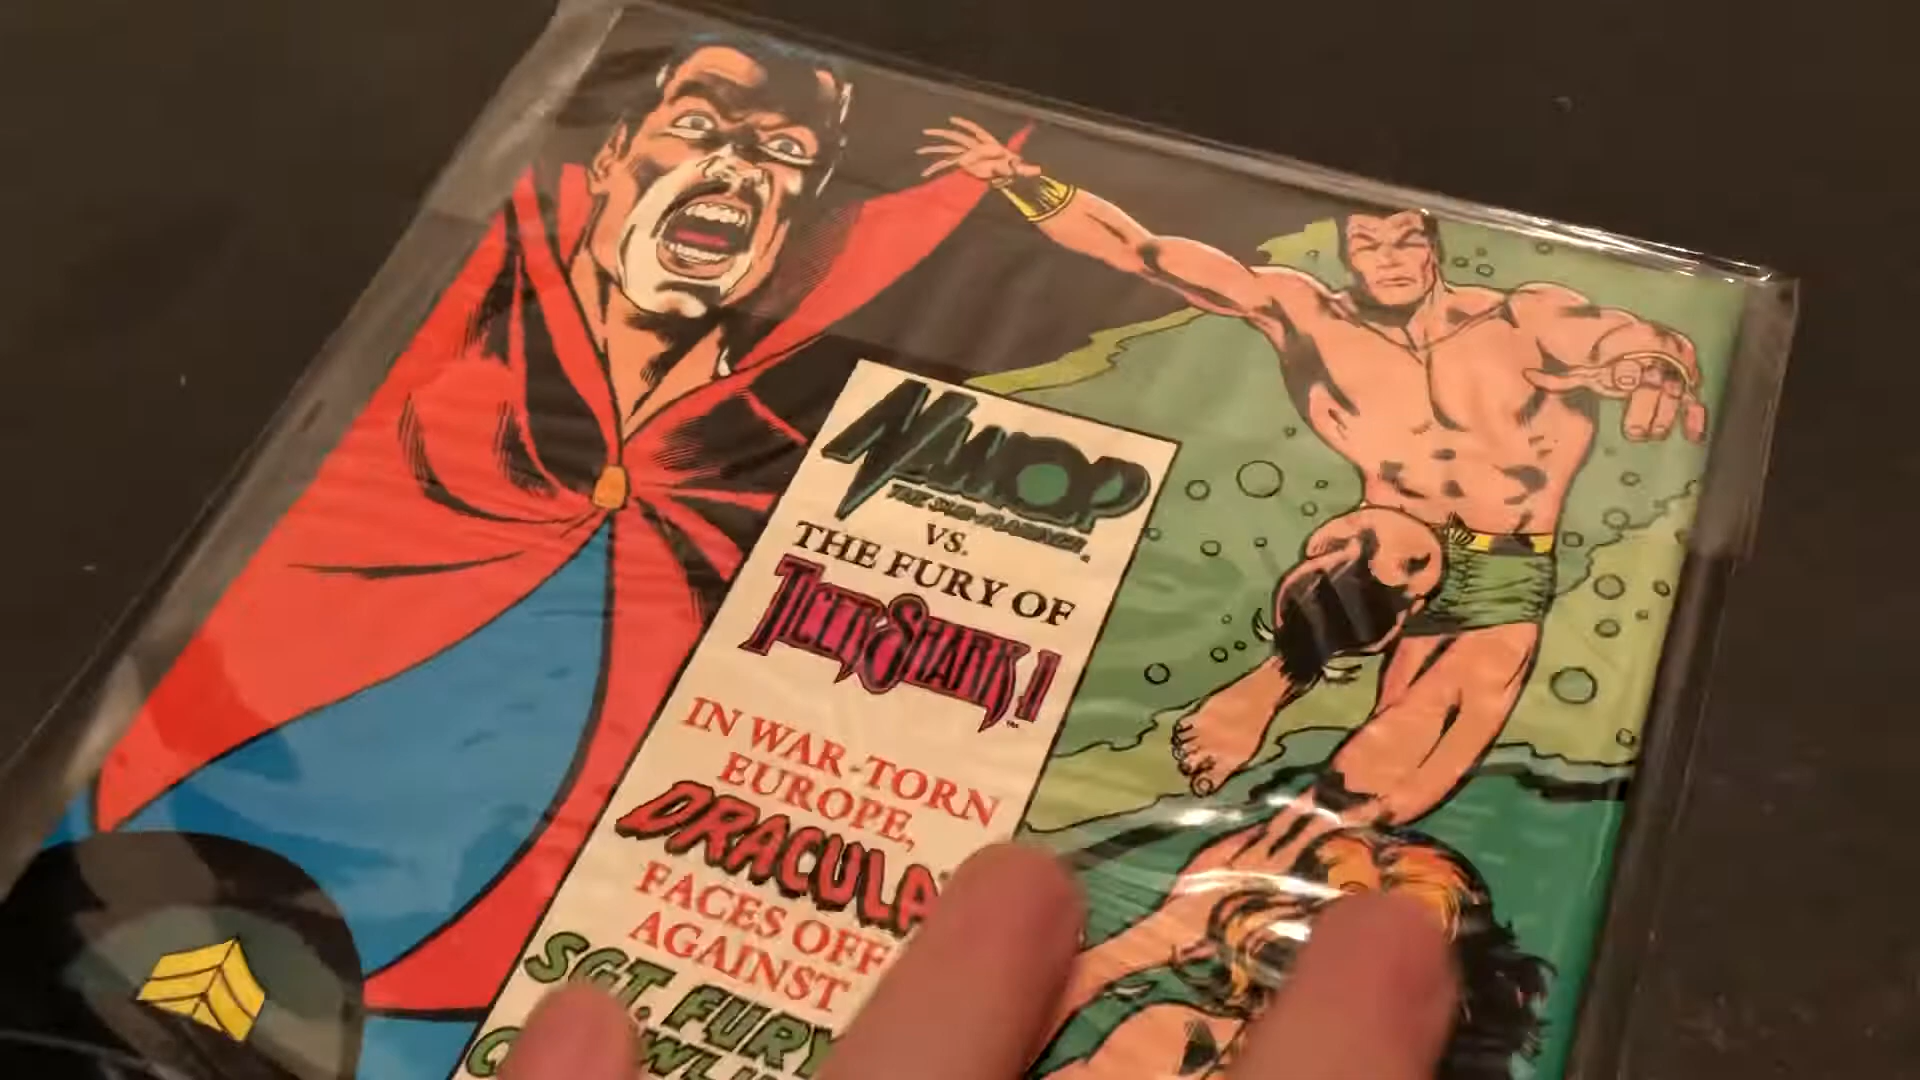 NAMOR
THE SUB-MARINER.
VS.
THE FURY OF
TIGER SHARK II
IN WAR-TORN
EUROPE,
DRACULA
FACES OFF
AGAINST
SGT. FURY